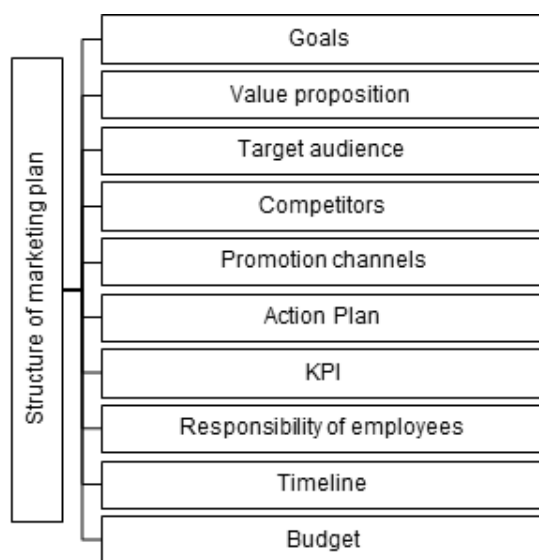 Structure of marketing plan
Goals
Value proposition
Target audience
Competitors
Promotion channels
Action Plan
KPI
Responsibility of employees
Timeline
Budget